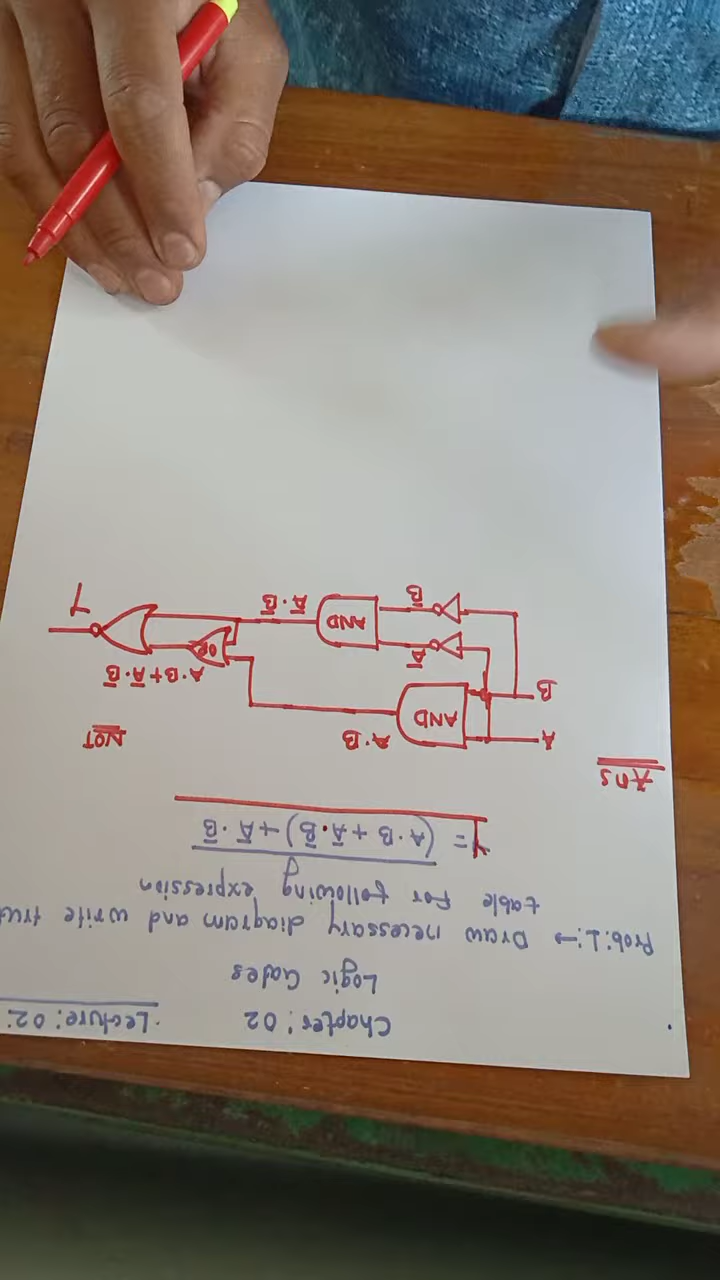 Chapter: 02 Lecture: 02:
Logic Gades
Prob:1:→ Draw necessary diagram and write
table for following expression
Y = (A·B + A̅·B̅) + A̅·B̅
Ans
NOT
A
B
AND
A·B
A̅
B̅
AND
A̅·B̅
OR
A·B + A̅·B̅
Y